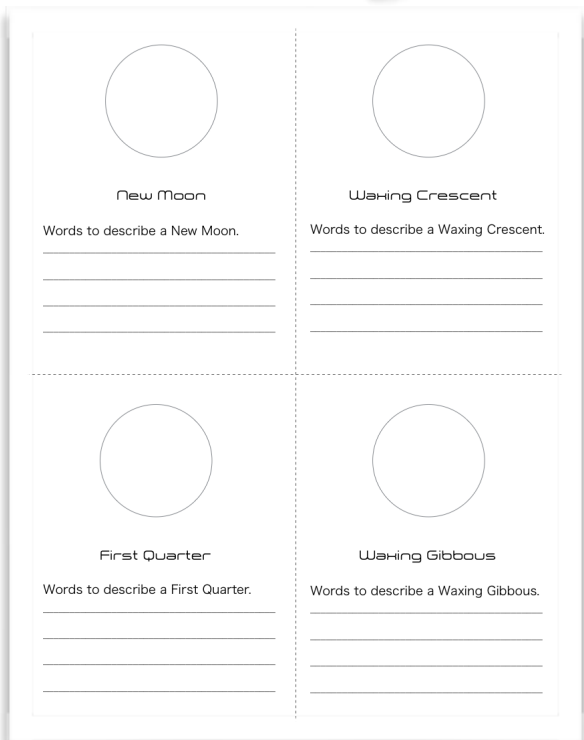 New Moon
Words to describe a New Moon.
Waxing Crescent
Words to describe a Waxing Crescent.
First Quarter
Words to describe a First Quarter.
Waxing Gibbous
Words to describe a Waxing Gibbous.